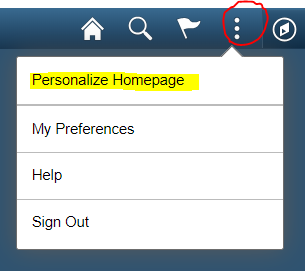 Personalize Homepage
My Preferences
Help
Sign Out